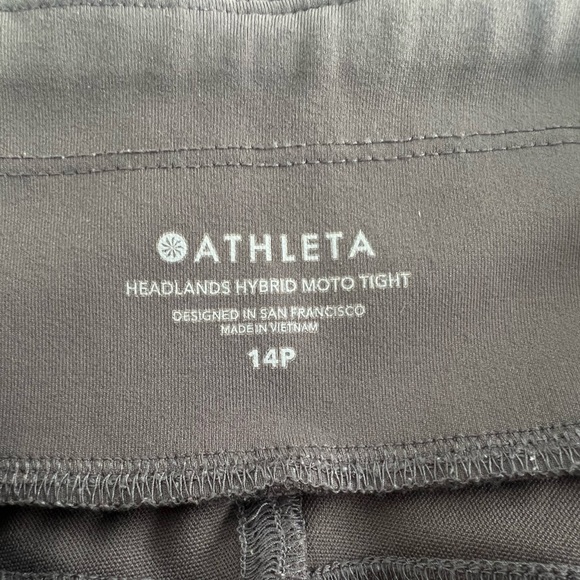 ATHLETA
HEADLANDS HYBRID MOTO TIGHT
DESIGNED IN SAN FRANCISCO
MADE IN VIETNAM
14P